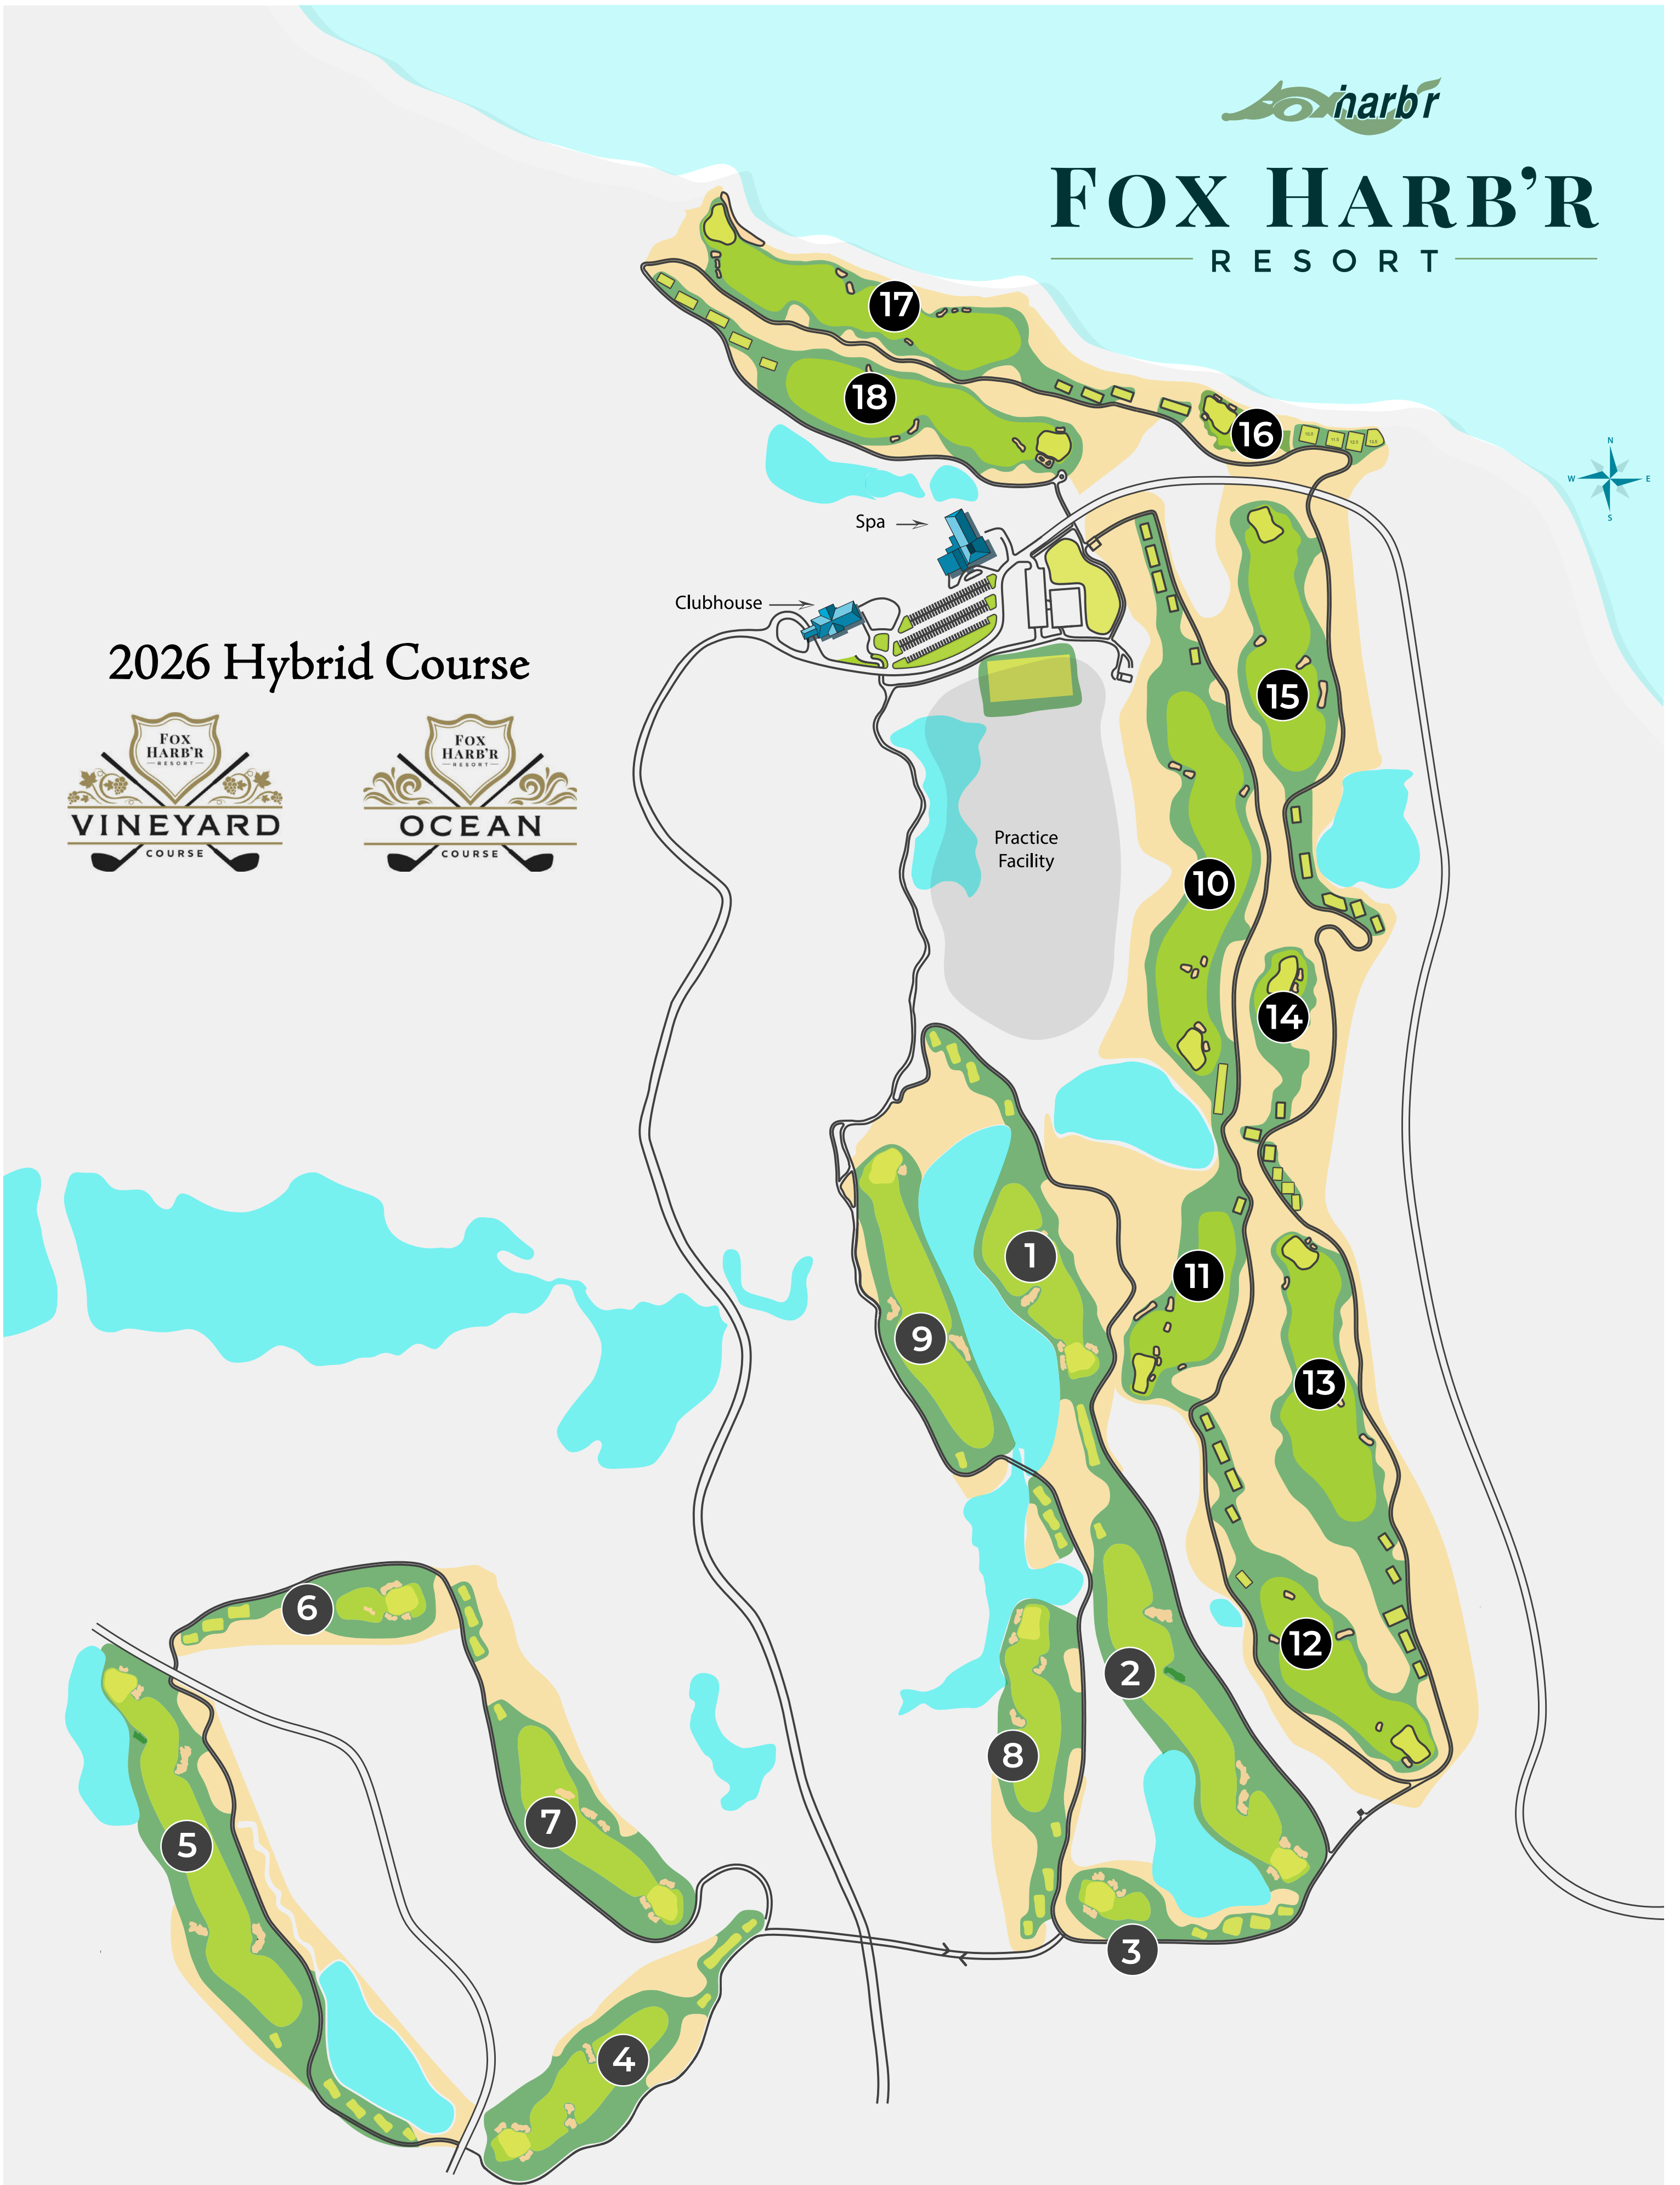 foxharb'r
FOX HARB'R
RESORT
17
18
16
N
W E
S
Spa
Clubhouse
2026 Hybrid Course
FOX
HARB'R
RESORT
VINEYARD
COURSE
FOX
HARB'R
RESORT
OCEAN
COURSE
15
Practice
Facility
10
14
1
11
9
13
6
12
2
8
7
5
3
4